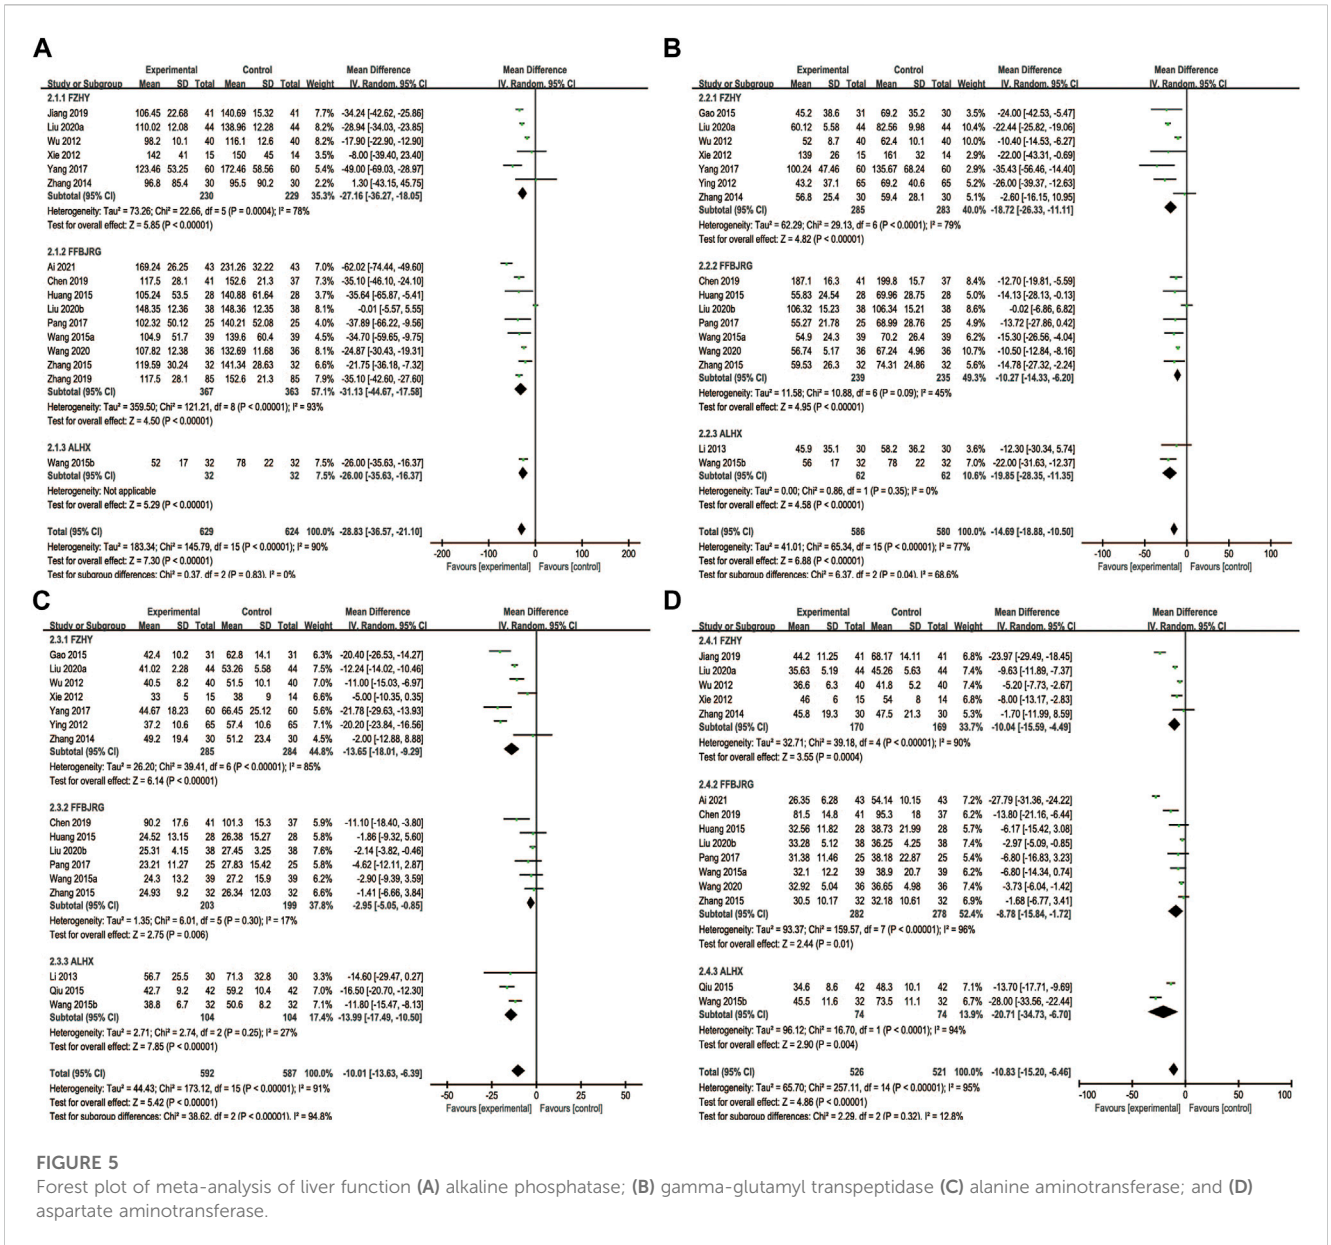 A
Experimental Control Mean Difference Mean Difference
Study or Subgroup Mean SD Total Mean SD Total Weight IV. Random. 95% CI IV. Random. 95% CI
2.1.1 FZHY
Jiang 2019 106.45 22.68 41 140.69 15.32 41 7.7% -34.24 [-42.62, -25.86]
Liu 2020a 110.02 12.08 44 138.96 12.28 44 8.2% -28.94 [-34.03, -23.85]
Wu 2012 98.2 10.1 40 116.1 12.6 40 8.2% -17.90 [-22.90, -12.90]
Xie 2012 142 41 15 150 45 14 3.6% -8.00 [-39.40, 23.40]
Yang 2017 123.46 53.25 60 172.46 58.56 60 5.5% -49.00 [-69.03, -28.97]
Zhang 2014 96.8 85.4 30 95.5 90.2 30 2.2% 1.30 [-43.15, 45.75]
Subtotal (95% CI) 230 229 35.3% -27.16 [-36.27, -18.05]
Heterogeneity: Tau² = 73.26; Chi² = 22.66, df = 5 (P = 0.0004); I² = 78%
Test for overall effect: Z = 5.85 (P < 0.00001)
2.1.2 FFBJRG
Ai 2021 169.24 26.25 43 231.26 32.22 43 7.0% -62.02 [-74.44, -49.60]
Chen 2019 117.5 28.1 41 152.6 21.3 37 7.2% -35.10 [-46.10, -24.10]
Huang 2015 105.24 53.5 28 140.88 61.64 28 3.7% -35.64 [-65.87, -5.41]
Liu 2020b 148.35 12.36 38 148.36 12.35 38 8.1% -0.01 [-5.57, 5.55]
Pang 2017 102.32 50.12 25 140.21 52.08 25 4.0% -37.89 [-66.22, -9.56]
Wang 2015a 104.9 51.7 39 139.6 60.4 39 4.5% -34.70 [-59.65, -9.75]
Wang 2020 107.82 12.38 36 132.69 11.68 36 8.1% -24.87 [-30.43, -19.31]
Zhang 2015 119.59 30.24 32 141.34 28.63 32 6.7% -21.75 [-36.18, -7.32]
Zhang 2019 117.5 28.1 85 152.6 21.3 85 7.8% -35.10 [-42.60, -27.60]
Subtotal (95% CI) 367 363 57.1% -31.13 [-44.67, -17.58]
Heterogeneity: Tau² = 359.50; Chi² = 121.21, df = 8 (P < 0.00001); I² = 93%
Test for overall effect: Z = 4.50 (P < 0.00001)
2.1.3 ALHX
Wang 2015b 52 17 32 78 22 32 7.5% -26.00 [-35.63, -16.37]
Subtotal (95% CI) 32 32 7.5% -26.00 [-35.63, -16.37]
Heterogeneity: Not applicable
Test for overall effect: Z = 5.29 (P < 0.00001)
Total (95% CI) 629 624 100.0% -28.83 [-36.57, -21.10]
Heterogeneity: Tau² = 183.34; Chi² = 145.79, df = 15 (P < 0.00001); I² = 90%
Test for overall effect: Z = 7.30 (P < 0.00001)
Test for subgroup differences: Chi² = 0.37. df = 2 (P = 0.83). I² = 0%
-200 -100 0 100 200
Favours [experimental] Favours [control]
B
Experimental Control Mean Difference Mean Difference
Study or Subgroup Mean SD Total Mean SD Total Weight IV. Random. 95% CI IV. Random. 95% CI
2.2.1 FZHY
Gao 2015 45.2 38.6 31 69.2 35.2 30 3.5% -24.00 [-42.53, -5.47]
Liu 2020a 60.12 5.58 44 82.56 9.98 44 10.4% -22.44 [-25.82, -19.06]
Wu 2012 52 8.7 40 62.4 10.1 40 10.0% -10.40 [-14.53, -6.27]
Xie 2012 139 26 15 161 32 14 2.8% -22.00 [-43.31, -0.69]
Yang 2017 100.24 47.46 60 135.67 68.24 60 2.9% -35.43 [-56.46, -14.40]
Ying 2012 43.2 37.1 65 69.2 40.6 65 5.2% -26.00 [-39.37, -12.63]
Zhang 2014 56.8 25.4 30 59.4 28.1 30 5.1% -2.60 [-16.15, 10.95]
Subtotal (95% CI) 285 283 40.0% -18.72 [-26.33, -11.11]
Heterogeneity: Tau² = 62.29; Chi² = 29.13, df = 6 (P < 0.0001); I² = 79%
Test for overall effect: Z = 4.82 (P < 0.00001)
2.2.2 FFBJRG
Chen 2019 187.1 16.3 41 199.8 15.7 37 8.4% -12.70 [-19.81, -5.59]
Huang 2015 55.83 24.54 28 69.96 28.75 28 4.9% -14.13 [-28.13, -0.13]
Liu 2020b 106.32 15.23 38 106.34 15.21 38 8.6% -0.02 [-6.86, 6.82]
Pang 2017 55.27 21.78 25 68.99 28.76 25 4.9% -13.72 [-27.86, 0.42]
Wang 2015a 54.9 24.3 39 70.2 26.4 39 6.2% -15.30 [-26.56, -4.04]
Wang 2020 56.74 5.17 36 67.24 4.96 36 10.7% -10.50 [-12.84, -8.16]
Zhang 2015 59.53 26.3 32 74.31 24.86 32 5.6% -14.78 [-27.32, -2.24]
Subtotal (95% CI) 239 235 49.3% -10.27 [-14.33, -6.20]
Heterogeneity: Tau² = 11.58; Chi² = 10.88, df = 6 (P = 0.09); I² = 45%
Test for overall effect: Z = 4.95 (P < 0.00001)
2.2.3 ALHX
Li 2013 45.9 35.1 30 58.2 36.2 30 3.6% -12.30 [-30.34, 5.74]
Wang 2015b 56 17 32 78 22 32 7.0% -22.00 [-31.63, -12.37]
Subtotal (95% CI) 62 62 10.6% -19.85 [-28.35, -11.35]
Heterogeneity: Tau² = 0.00; Chi² = 0.86, df = 1 (P = 0.35); I² = 0%
Test for overall effect: Z = 4.58 (P < 0.00001)
Total (95% CI) 586 580 100.0% -14.69 [-18.88, -10.50]
Heterogeneity: Tau² = 41.01; Chi² = 65.34, df = 15 (P < 0.00001); I² = 77%
Test for overall effect: Z = 6.88 (P < 0.00001)
Test for subgroup differences: Chi² = 6.37. df = 2 (P = 0.04). I² = 68.6%
-100 -50 0 50 100
Favours [experimental] Favours [control]
C
Experimental Control Mean Difference Mean Difference
Study or Subgroup Mean SD Total Mean SD Total Weight IV. Random. 95% CI IV. Random. 95% CI
2.3.1 FZHY
Gao 2015 42.4 10.2 31 62.8 14.1 31 6.3% -20.40 [-26.53, -14.27]
Liu 2020a 41.02 2.28 44 53.26 5.58 44 7.5% -12.24 [-14.02, -10.46]
Wu 2012 40.5 8.2 40 51.5 10.1 40 7.0% -11.00 [-15.03, -6.97]
Xie 2012 33 5 15 38 9 14 6.6% -5.00 [-10.35, 0.35]
Yang 2017 44.67 18.23 60 66.45 25.12 60 5.7% -21.78 [-29.63, -13.93]
Ying 2012 37.2 10.6 65 57.4 10.6 65 7.2% -20.20 [-23.84, -16.56]
Zhang 2014 49.2 19.4 30 51.2 23.4 30 4.5% -2.00 [-12.88, 8.88]
Subtotal (95% CI) 285 284 44.8% -13.65 [-18.01, -9.29]
Heterogeneity: Tau² = 26.20; Chi² = 39.41, df = 6 (P < 0.00001); I² = 85%
Test for overall effect: Z = 6.14 (P < 0.00001)
2.3.2 FFBJRG
Chen 2019 90.2 17.6 41 101.3 15.3 37 5.9% -11.10 [-18.40, -3.80]
Huang 2015 24.52 13.15 28 26.38 15.27 28 5.8% -1.86 [-9.32, 5.60]
Liu 2020b 25.31 4.15 38 27.45 3.25 38 7.5% -2.14 [-3.82, -0.46]
Pang 2017 23.21 11.27 25 27.83 15.42 25 5.8% -4.62 [-12.11, 2.87]
Wang 2015a 24.3 13.2 39 27.2 15.9 39 6.2% -2.90 [-9.39, 3.59]
Zhang 2015 24.93 9.2 32 26.34 12.03 32 6.7% -1.41 [-6.66, 3.84]
Subtotal (95% CI) 203 199 37.8% -2.95 [-5.05, -0.85]
Heterogeneity: Tau² = 1.35; Chi² = 6.01, df = 5 (P = 0.30); I² = 17%
Test for overall effect: Z = 2.75 (P = 0.006)
2.3.3 ALHX
Li 2013 56.7 25.5 30 71.3 32.8 30 3.3% -14.60 [-29.47, 0.27]
Qiu 2015 42.7 9.2 42 59.2 10.4 42 7.0% -16.50 [-20.70, -12.30]
Wang 2015b 38.8 6.7 32 50.6 8.2 32 7.1% -11.80 [-15.47, -8.13]
Subtotal (95% CI) 104 104 17.4% -13.99 [-17.49, -10.50]
Heterogeneity: Tau² = 2.71; Chi² = 2.74, df = 2 (P = 0.25); I² = 27%
Test for overall effect: Z = 7.85 (P < 0.00001)
Total (95% CI) 592 587 100.0% -10.01 [-13.63, -6.39]
Heterogeneity: Tau² = 44.43; Chi² = 173.12, df = 15 (P < 0.00001); I² = 91%
Test for overall effect: Z = 5.42 (P < 0.00001)
Test for subgroup differences: Chi² = 38.62. df = 2 (P < 0.00001). I² = 94.8%
-50 -25 0 25 50
Favours [experimental] Favours [control]
D
Experimental Control Mean Difference Mean Difference
Study or Subgroup Mean SD Total Mean SD Total Weight IV. Random. 95% CI IV. Random. 95% CI
2.4.1 FZHY
Jiang 2019 44.2 11.25 41 68.17 14.11 41 6.8% -23.97 [-29.49, -18.45]
Liu 2020a 35.63 5.19 44 45.26 5.63 44 7.4% -9.63 [-11.89, -7.37]
Wu 2012 36.6 6.3 40 41.8 5.2 40 7.4% -5.20 [-7.73, -2.67]
Xie 2012 46 6 15 54 8 14 6.9% -8.00 [-13.17, -2.83]
Zhang 2014 45.8 19.3 30 47.5 21.3 30 5.3% -1.70 [-11.99, 8.59]
Subtotal (95% CI) 170 169 33.7% -10.04 [-15.59, -4.49]
Heterogeneity: Tau² = 32.71; Chi² = 39.18, df = 4 (P < 0.00001); I² = 90%
Test for overall effect: Z = 3.55 (P = 0.0004)
2.4.2 FFBJRG
Ai 2021 26.35 6.28 43 54.14 10.15 43 7.2% -27.79 [-31.36, -24.22]
Chen 2019 81.5 14.8 41 95.3 18 37 6.2% -13.80 [-21.16, -6.44]
Huang 2015 32.56 11.82 28 38.73 21.99 28 5.6% -6.17 [-15.42, 3.08]
Liu 2020b 33.28 5.12 38 36.25 4.25 38 7.4% -2.97 [-5.09, -0.85]
Pang 2017 31.38 11.46 25 38.18 22.87 25 5.4% -6.80 [-16.83, 3.23]
Wang 2015a 32.1 12.2 39 38.9 20.7 39 6.2% -6.80 [-14.34, 0.74]
Wang 2020 32.92 5.04 36 36.65 4.98 36 7.4% -3.73 [-6.04, -1.42]
Zhang 2015 30.5 10.17 32 32.18 10.61 32 6.9% -1.68 [-6.77, 3.41]
Subtotal (95% CI) 282 278 52.4% -8.78 [-15.84, -1.72]
Heterogeneity: Tau² = 93.37; Chi² = 159.57, df = 7 (P < 0.00001); I² = 96%
Test for overall effect: Z = 2.44 (P = 0.01)
2.4.3 ALHX
Qiu 2015 34.6 8.6 42 48.3 10.1 42 7.1% -13.70 [-17.71, -9.69]
Wang 2015b 45.5 11.6 32 73.5 11.1 32 6.7% -28.00 [-33.56, -22.44]
Subtotal (95% CI) 74 74 13.9% -20.71 [-34.73, -6.70]
Heterogeneity: Tau² = 96.12; Chi² = 16.70, df = 1 (P < 0.0001); I² = 94%
Test for overall effect: Z = 2.90 (P = 0.004)
Total (95% CI) 526 521 100.0% -10.83 [-15.20, -6.46]
Heterogeneity: Tau² = 65.70; Chi² = 257.11, df = 14 (P < 0.00001); I² = 95%
Test for overall effect: Z = 4.86 (P < 0.00001)
Test for subgroup differences: Chi² = 2.29. df = 2 (P = 0.32). I² = 12.8%
-100 -50 0 50 100
Favours [experimental] Favours [control]
FIGURE 5
Forest plot of meta-analysis of liver function (A) alkaline phosphatase; (B) gamma-glutamyl transpeptidase (C) alanine aminotransferase; and (D)
aspartate aminotransferase.